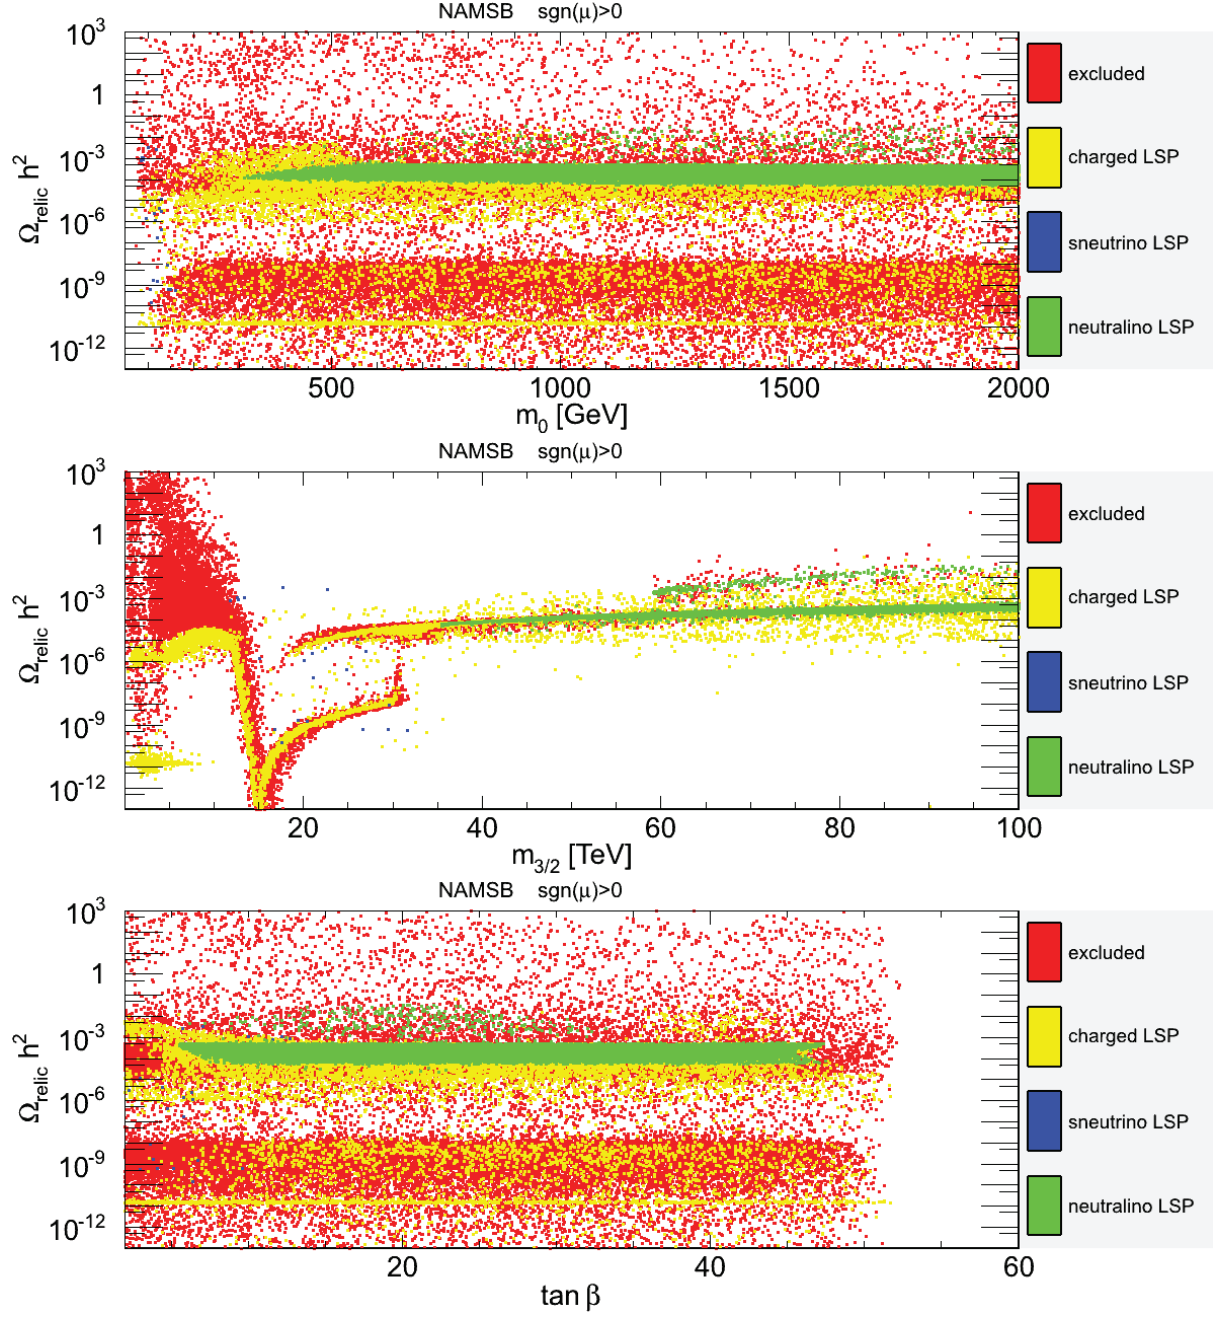 NAMSB sgn(μ)>0
10³
1
10⁻³
10⁻⁶
10⁻⁹
10⁻¹²
Ω_relic h²
500 1000 1500 2000
m₀ [GeV]
excluded
charged LSP
sneutrino LSP
neutralino LSP
NAMSB sgn(μ)>0
10³
1
10⁻³
10⁻⁶
10⁻⁹
10⁻¹²
Ω_relic h²
20 40 60 80 100
m_3/2 [TeV]
excluded
charged LSP
sneutrino LSP
neutralino LSP
NAMSB sgn(μ)>0
10³
1
10⁻³
10⁻⁶
10⁻⁹
10⁻¹²
Ω_relic h²
20 40 60
tan β
excluded
charged LSP
sneutrino LSP
neutralino LSP